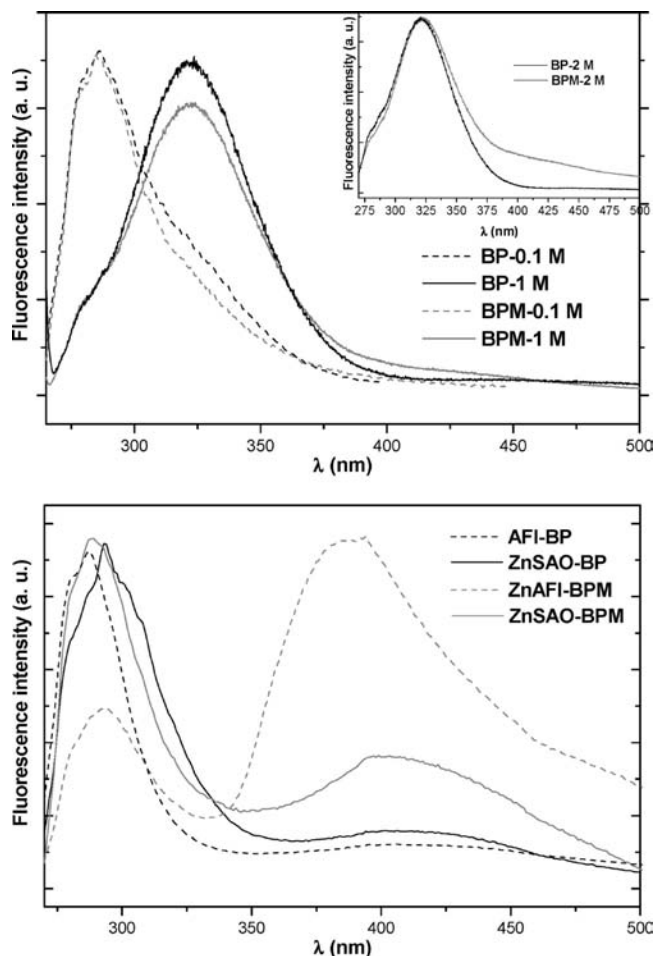 Fluorescence intensity (a. u.)
Fluorescence intensity (a. u.)
BP-2 M
BPM-2 M
275 300 325 350 375 400 425 450 475 500
λ (nm)
BP-0.1 M
BP-1 M
BPM-0.1 M
BPM-1 M
300 350 400 450 500
λ (nm)
Fluorescence intensity (a. u.)
AFI-BP
ZnSAO-BP
ZnAFI-BPM
ZnSAO-BPM
300 350 400 450 500
λ (nm)